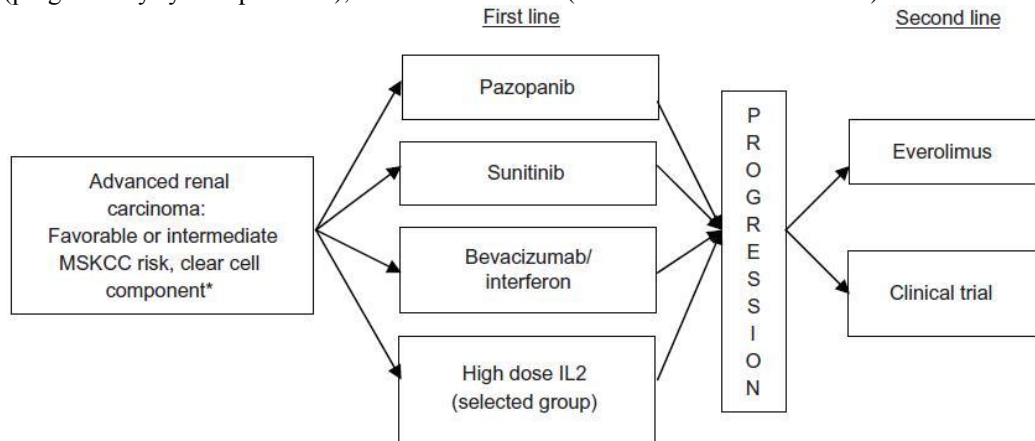 First line
Second line
Advanced renal
carcinoma:
Favorable or intermediate
MSKCC risk, clear cell
component*
Pazopanib
Sunitinib
Bevacizumab/
interferon
High dose IL2
(selected group)
P
R
O
G
R
E
S
S
I
O
N
Everolimus
Clinical trial